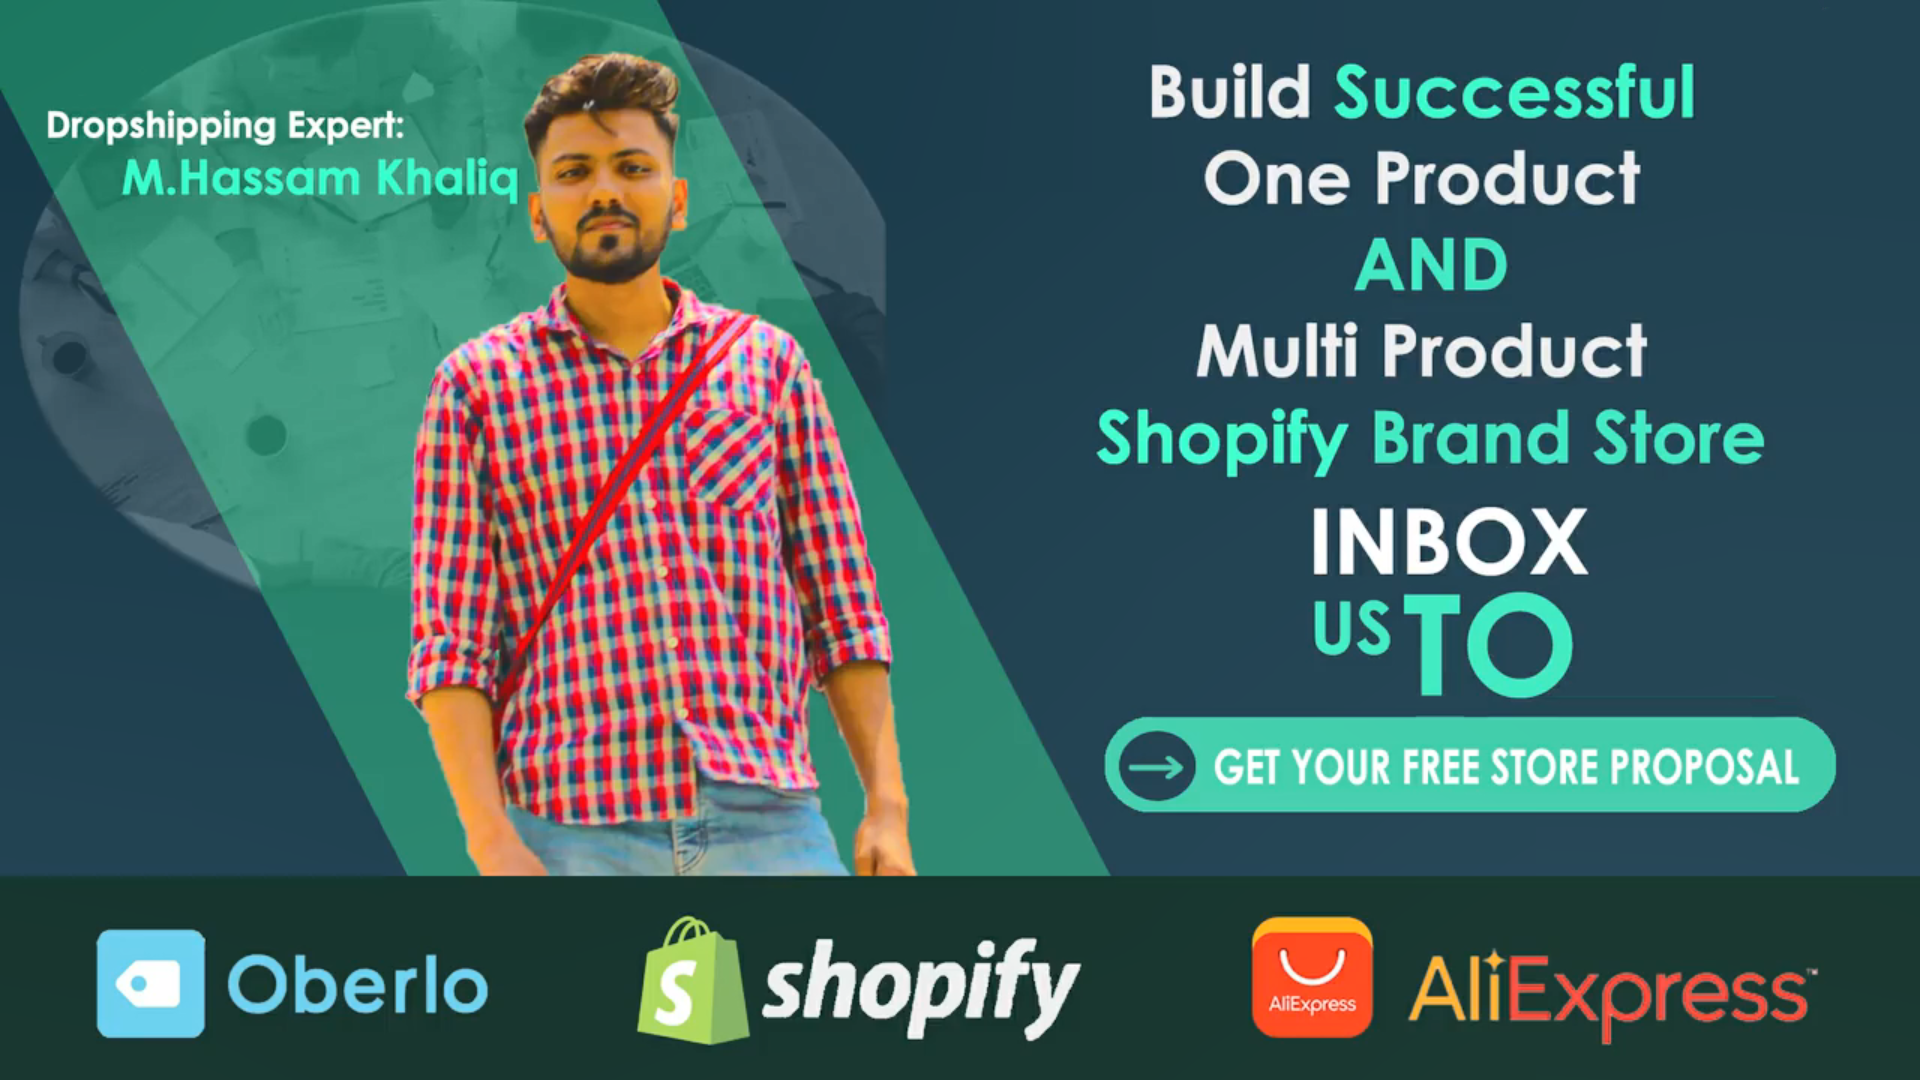 Dropshipping Expert:
M.Hassam Khaliq
Build Successful
One Product
AND
Multi Product
Shopify Brand Store
INBOX
US TO
GET YOUR FREE STORE PROPOSAL
Oberlo
S shopify
AliExpress
AliExpress™